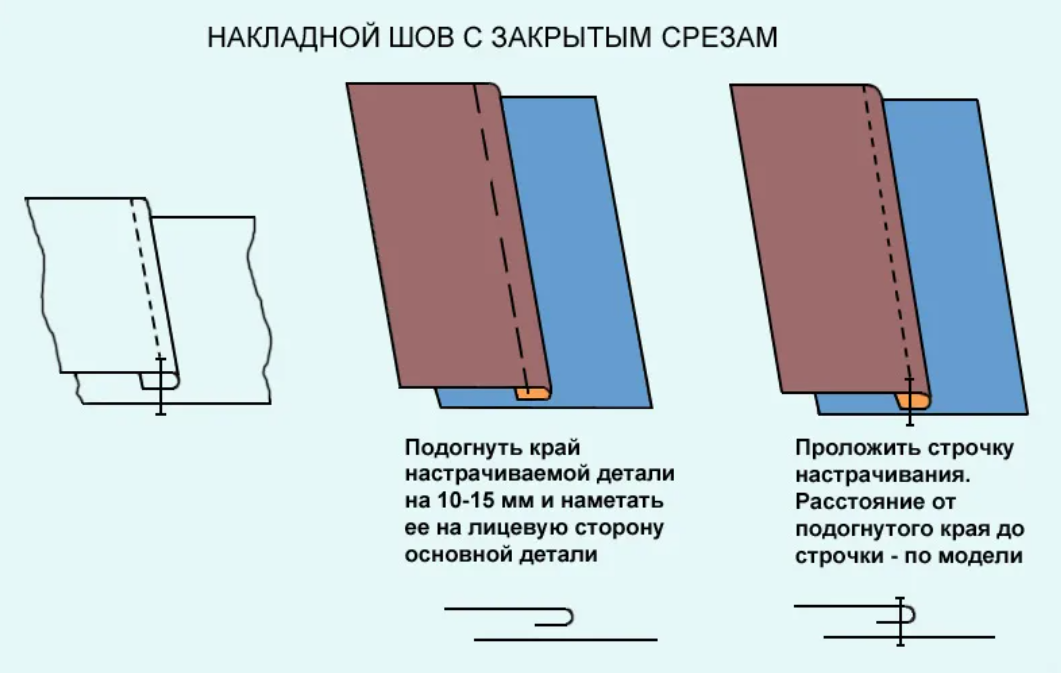 НАКЛАДНОЙ ШОВ С ЗАКРЫТЫМ СРЕЗАМ
Подогнуть край
настрачиваемой детали
на 10-15 мм и наметать
ее на лицевую сторону
основной детали
Проложить строчку
настрачивания.
Расстояние от
подогнутого края до
строчки - по модели